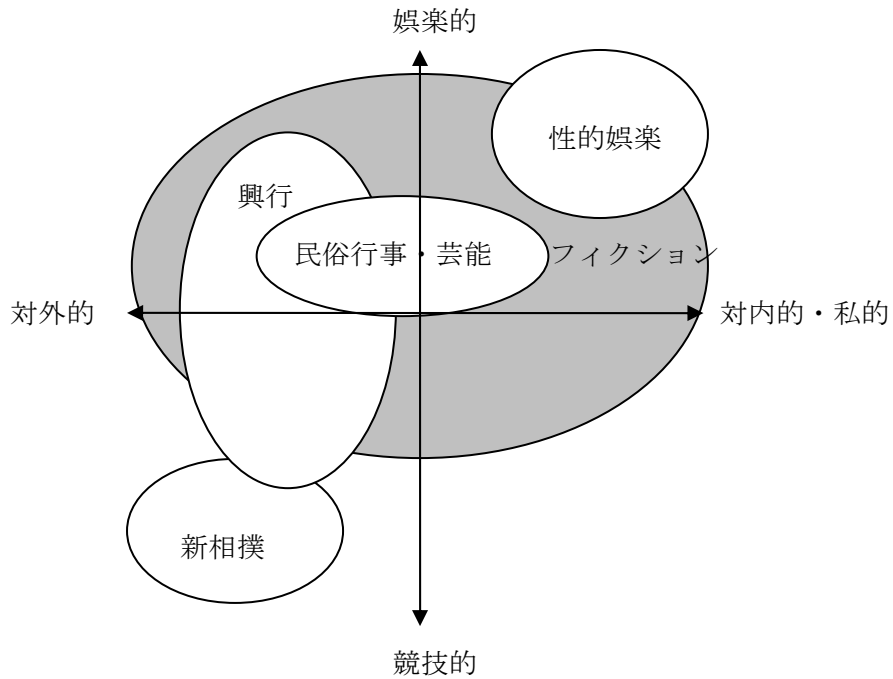 娯楽的
性的娯楽
興行
民俗行事・芸能
フィクション
対外的
対内的・私的
新相撲
競技的